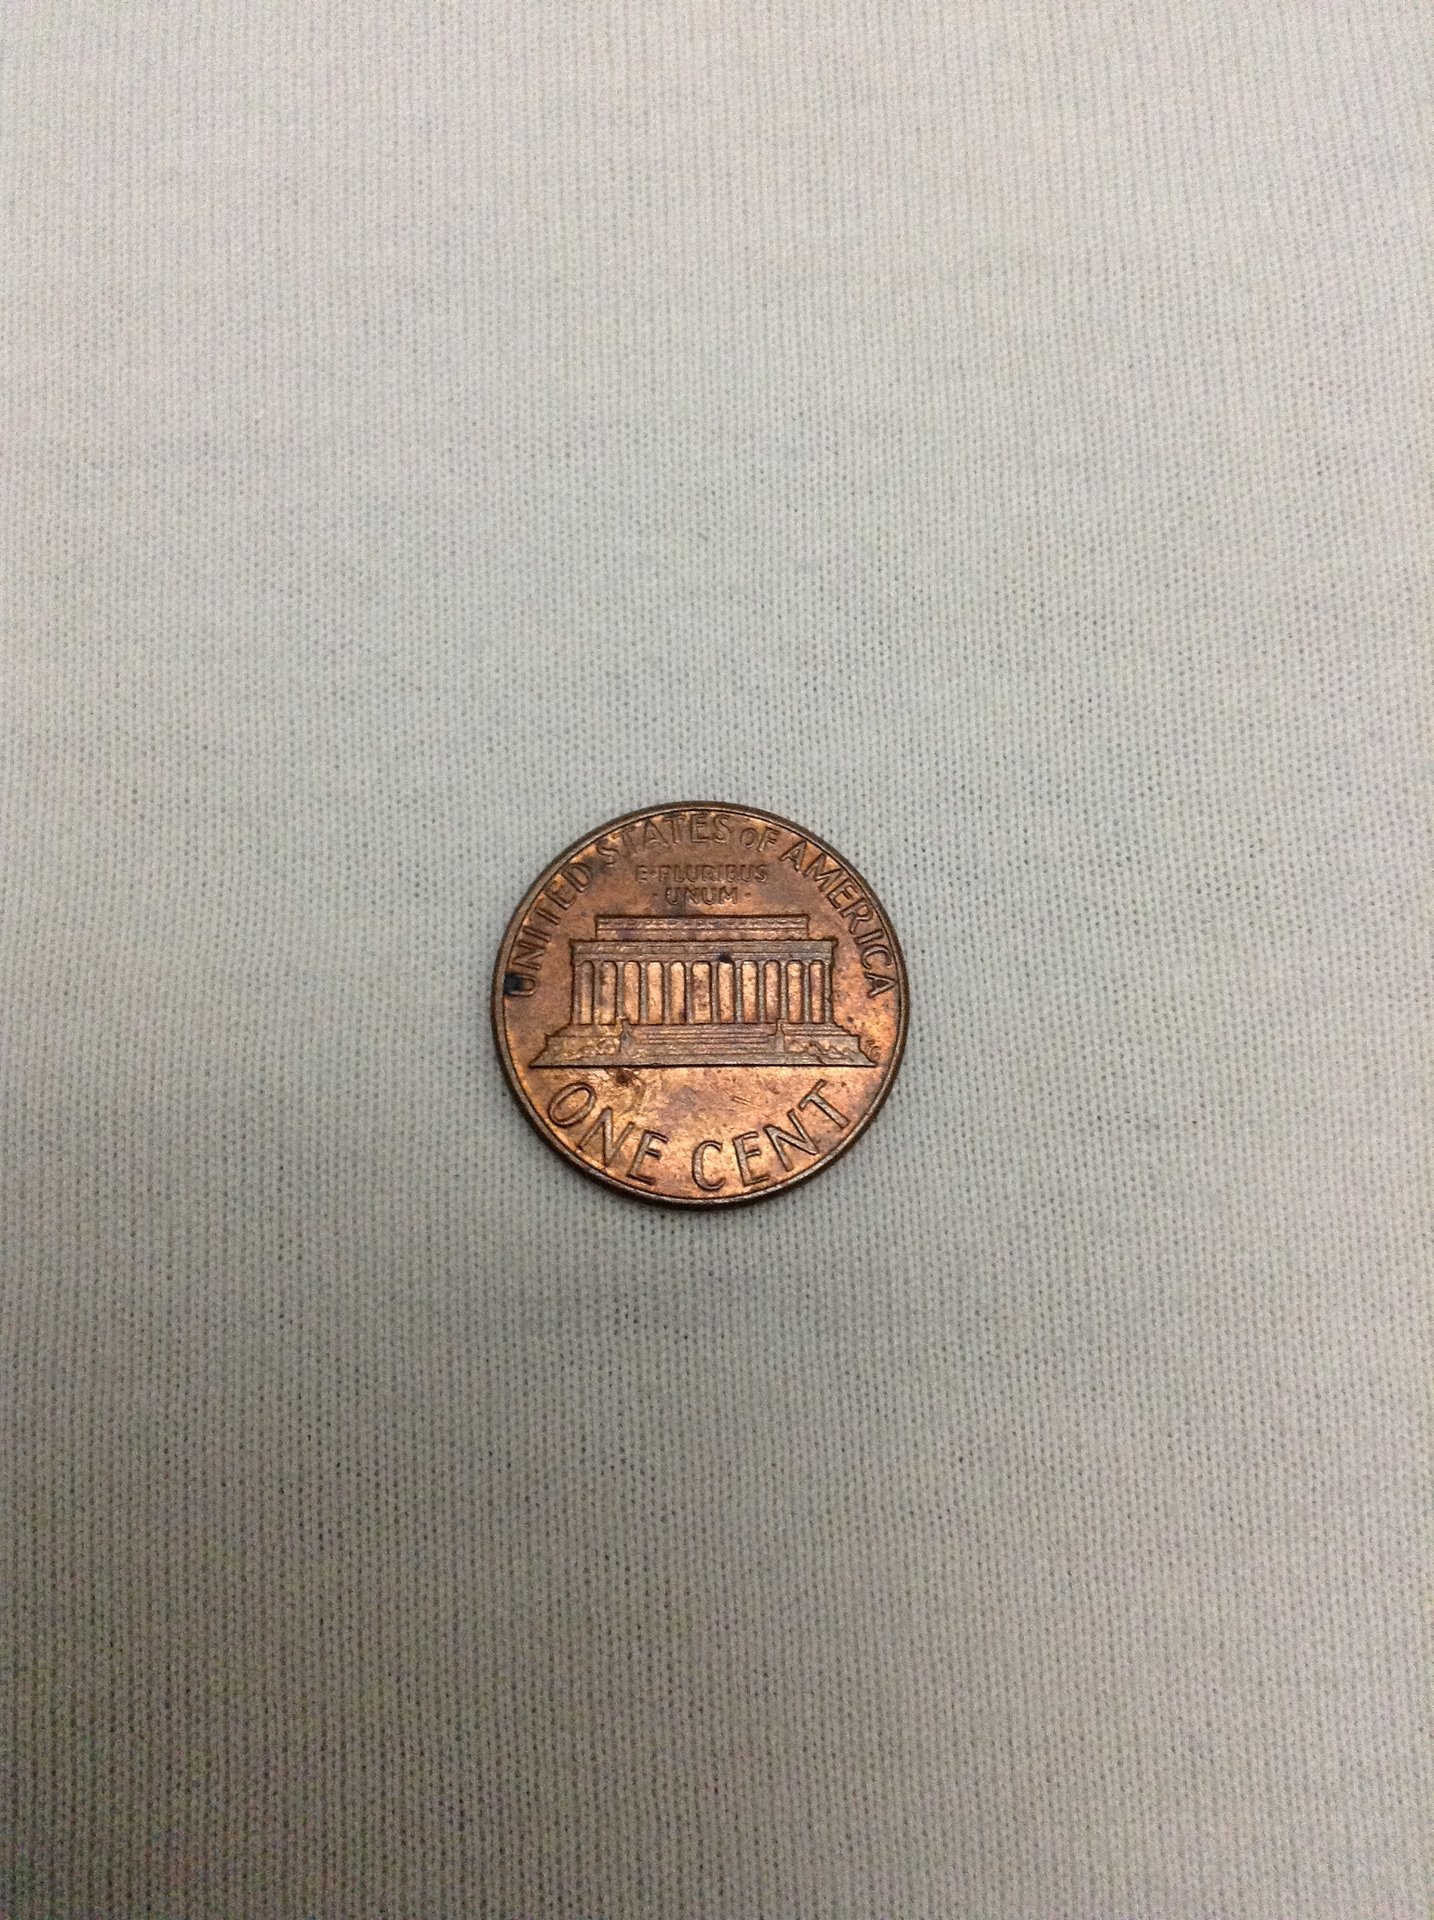 UNITED STATES OF AMERICA
E·PLURIBUS
·UNUM·
ONE CENT